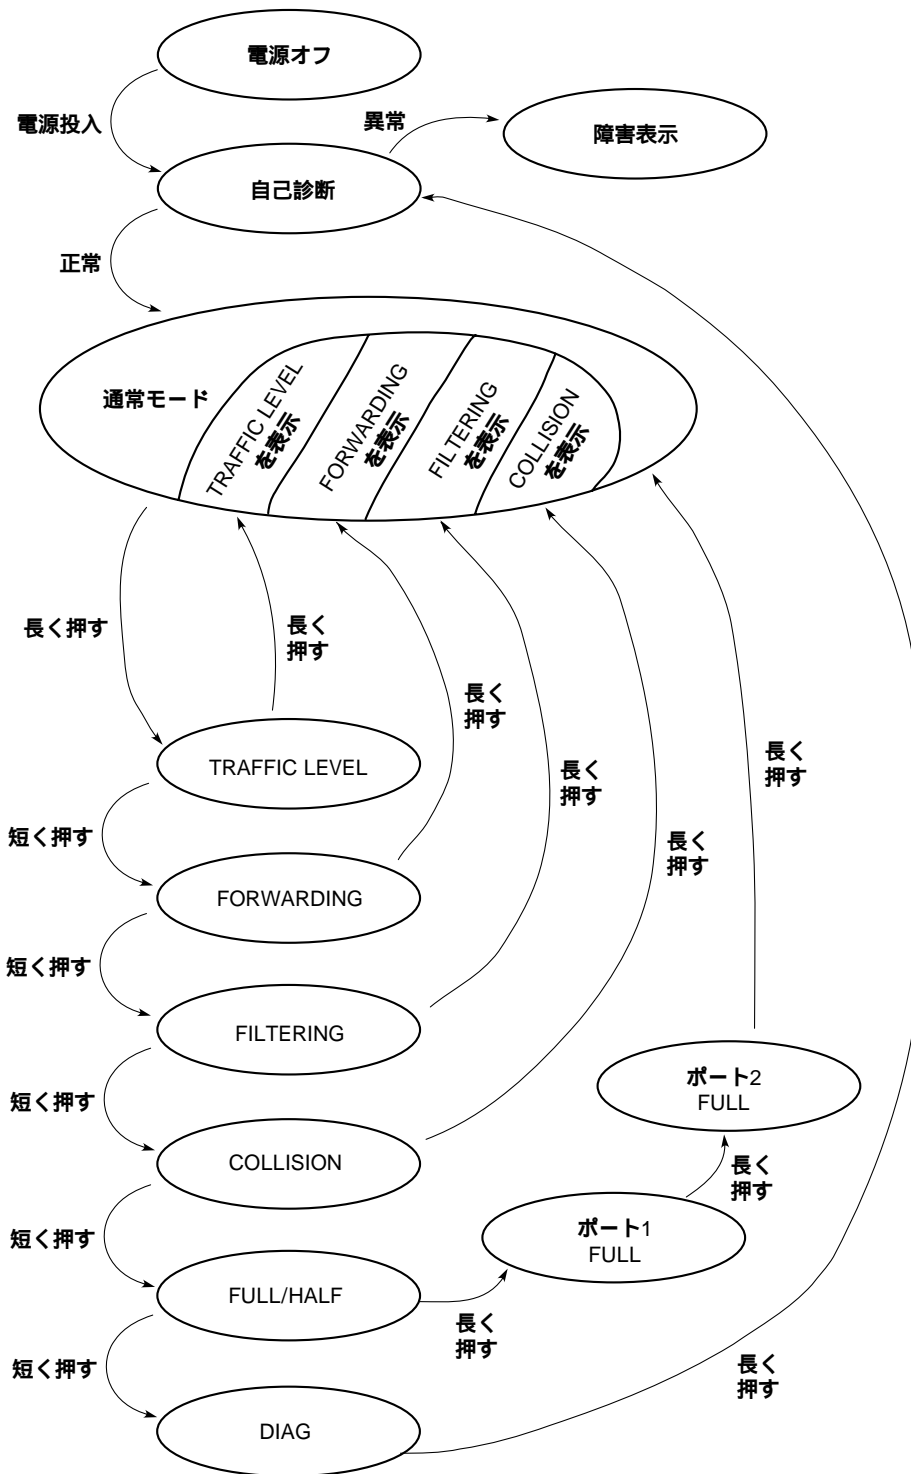 電源オフ
電源投入
異常
障害表示
自己診断
正常
通常モード
TRAFFIC LEVEL
を表示
FORWARDING
を表示
FILTERING
を表示
COLLISION
を表示
長く押す
長く
押す
長く
押す
TRAFFIC LEVEL
長く
押す
長く
押す
短く押す
長く
押す
FORWARDING
短く押す
FILTERING
ポート2
FULL
短く押す
COLLISION
長く
押す
短く押す
ポート1
FULL
FULL/HALF
長く
押す
短く押す
長く
押す
DIAG